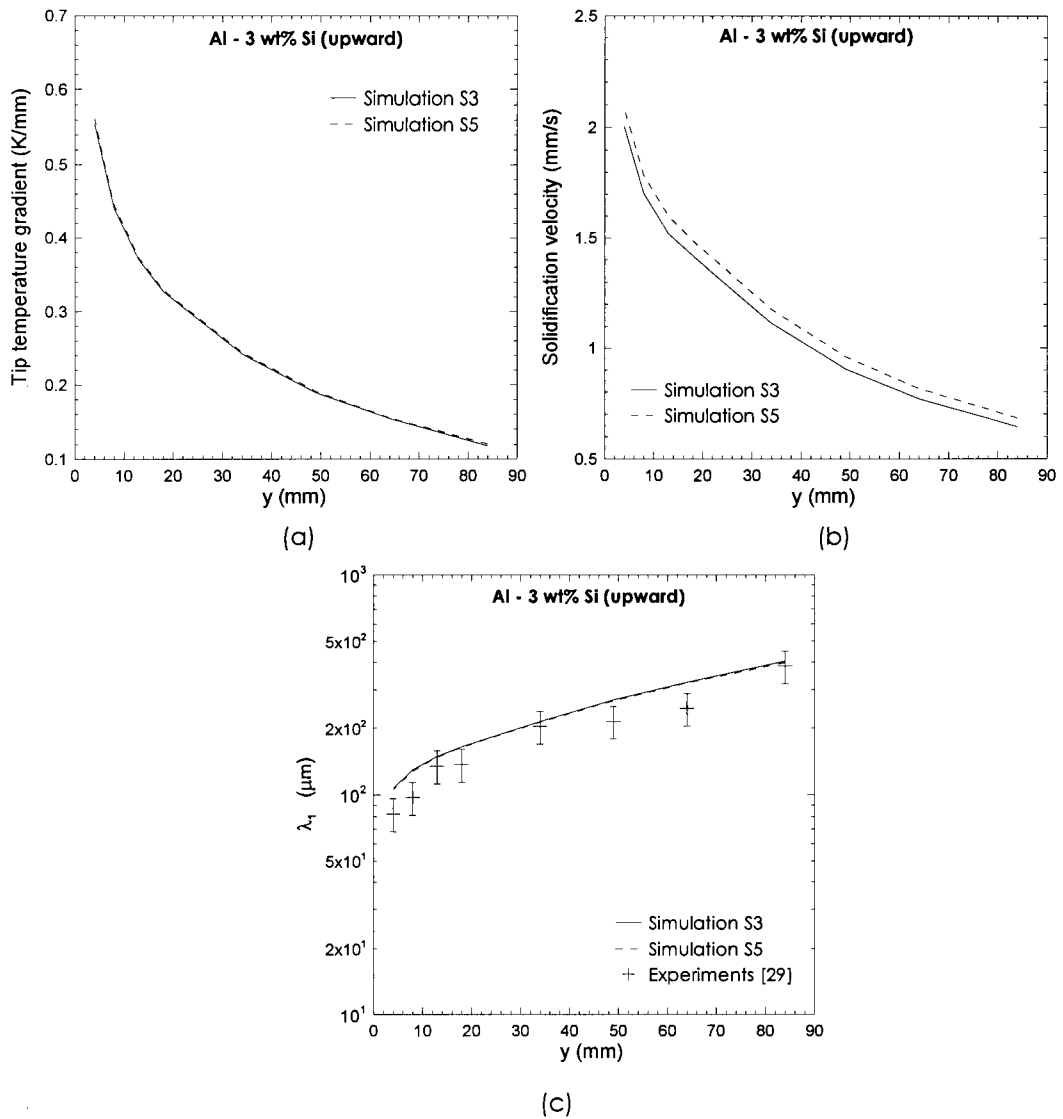 Al - 3 wt% Si (upward)
Simulation S3
Simulation S5
Tip temperature gradient (K/mm)
0.7
0.6
0.5
0.4
0.3
0.2
0.1
0 10 20 30 40 50 60 70 80 90
y (mm)
(a)
Al - 3 wt% Si (upward)
Simulation S3
Simulation S5
Solidification velocity (mm/s)
2.5
2
1.5
1
0.5
0 10 20 30 40 50 60 70 80 90
y (mm)
(b)
Al - 3 wt% Si (upward)
Simulation S3
Simulation S5
Experiments [29]
λ₁ (μm)
10³
5x10²
2x10²
10²
5x10¹
2x10¹
10¹
0 10 20 30 40 50 60 70 80 90
y (mm)
(c)